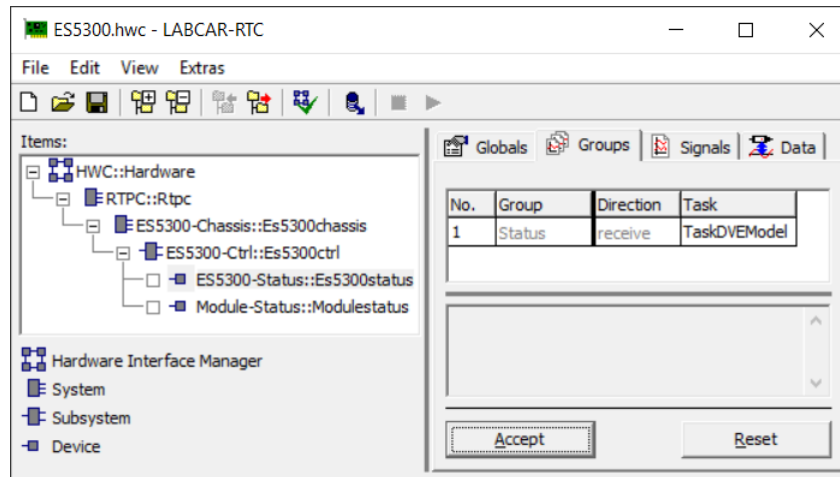 ES5300.hwc - LABCAR-RTC
File Edit View Extras
Items:
HWC::Hardware
RTPC::Rtpc
ES5300-Chassis::Es5300chassis
ES5300-Ctrl::Es5300ctrl
ES5300-Status::Es5300status
Module-Status::Modulestatus
Hardware Interface Manager
System
Subsystem
Device
Globals Groups Signals Data
No. Group Direction Task
1 Status receive TaskDVEModel
Accept Reset